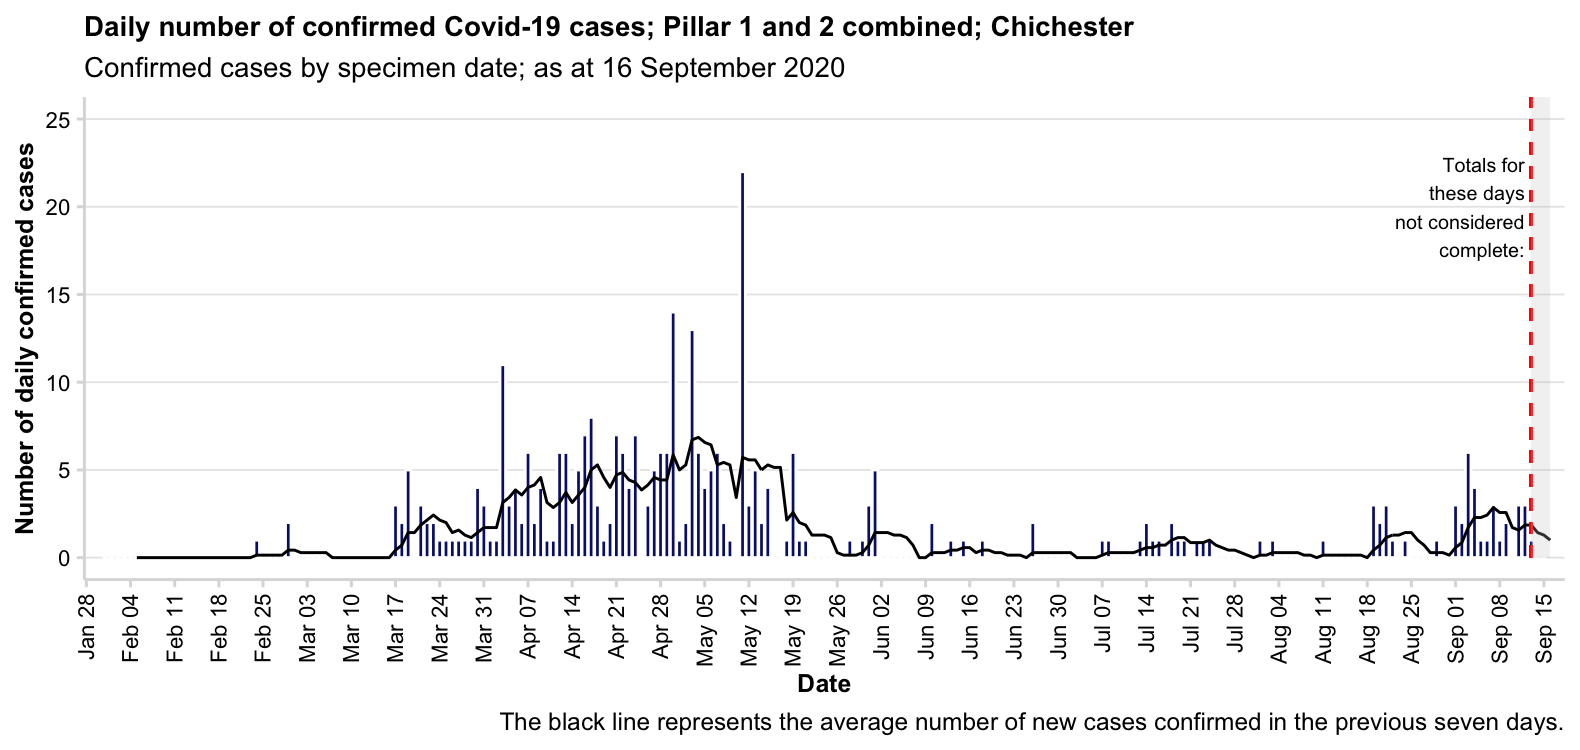 Daily number of confirmed Covid-19 cases; Pillar 1 and 2 combined; Chichester
Confirmed cases by specimen date; as at 16 September 2020
Number of daily confirmed cases
25
20
15
10
5
0
Totals for
these days
not considered
complete:
Jan 28
Feb 04
Feb 11
Feb 18
Feb 25
Mar 03
Mar 10
Mar 17
Mar 24
Mar 31
Apr 07
Apr 14
Apr 21
Apr 28
May 05
May 12
May 19
May 26
Jun 02
Jun 09
Jun 16
Jun 23
Jun 30
Jul 07
Jul 14
Jul 21
Jul 28
Aug 04
Aug 11
Aug 18
Aug 25
Sep 01
Sep 08
Sep 15
Date
The black line represents the average number of new cases confirmed in the previous seven days.